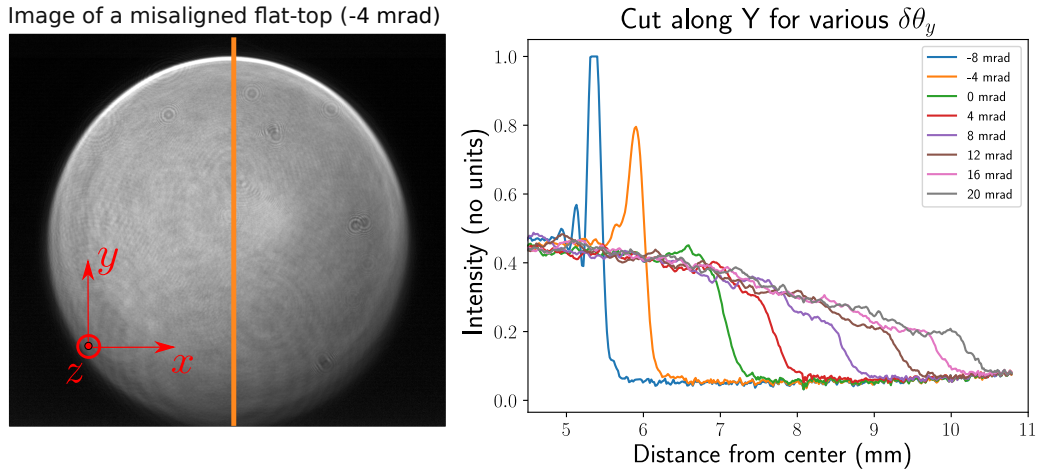 Image of a misaligned flat-top (-4 mrad)
y
z
x
Cut along Y for various δθ_y
Intensity (no units)
1.0
0.8
0.6
0.4
0.2
0.0
-8 mrad
-4 mrad
0 mrad
4 mrad
8 mrad
12 mrad
16 mrad
20 mrad
5 6 7 8 9 10 11
Distance from center (mm)